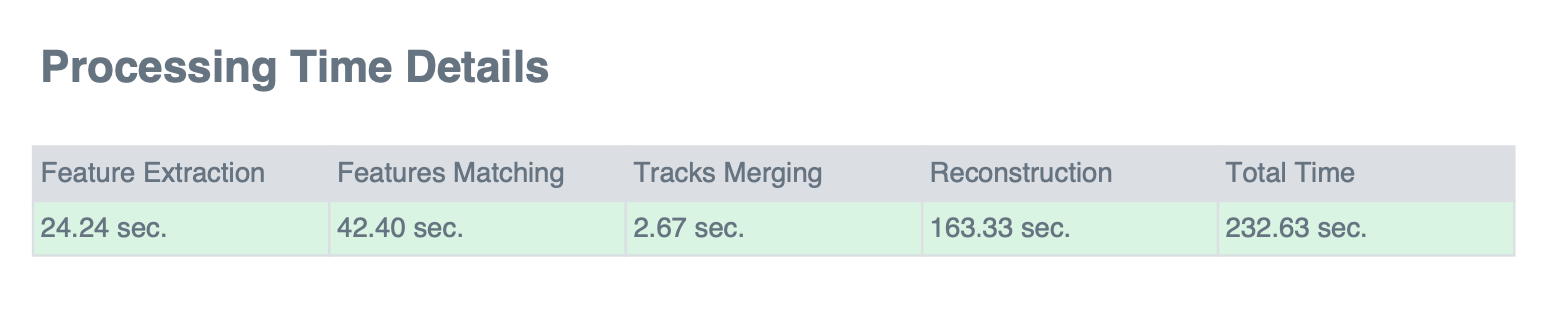 Processing Time Details
Feature Extraction Features Matching Tracks Merging Reconstruction Total Time
24.24 sec. 42.40 sec. 2.67 sec. 163.33 sec. 232.63 sec.